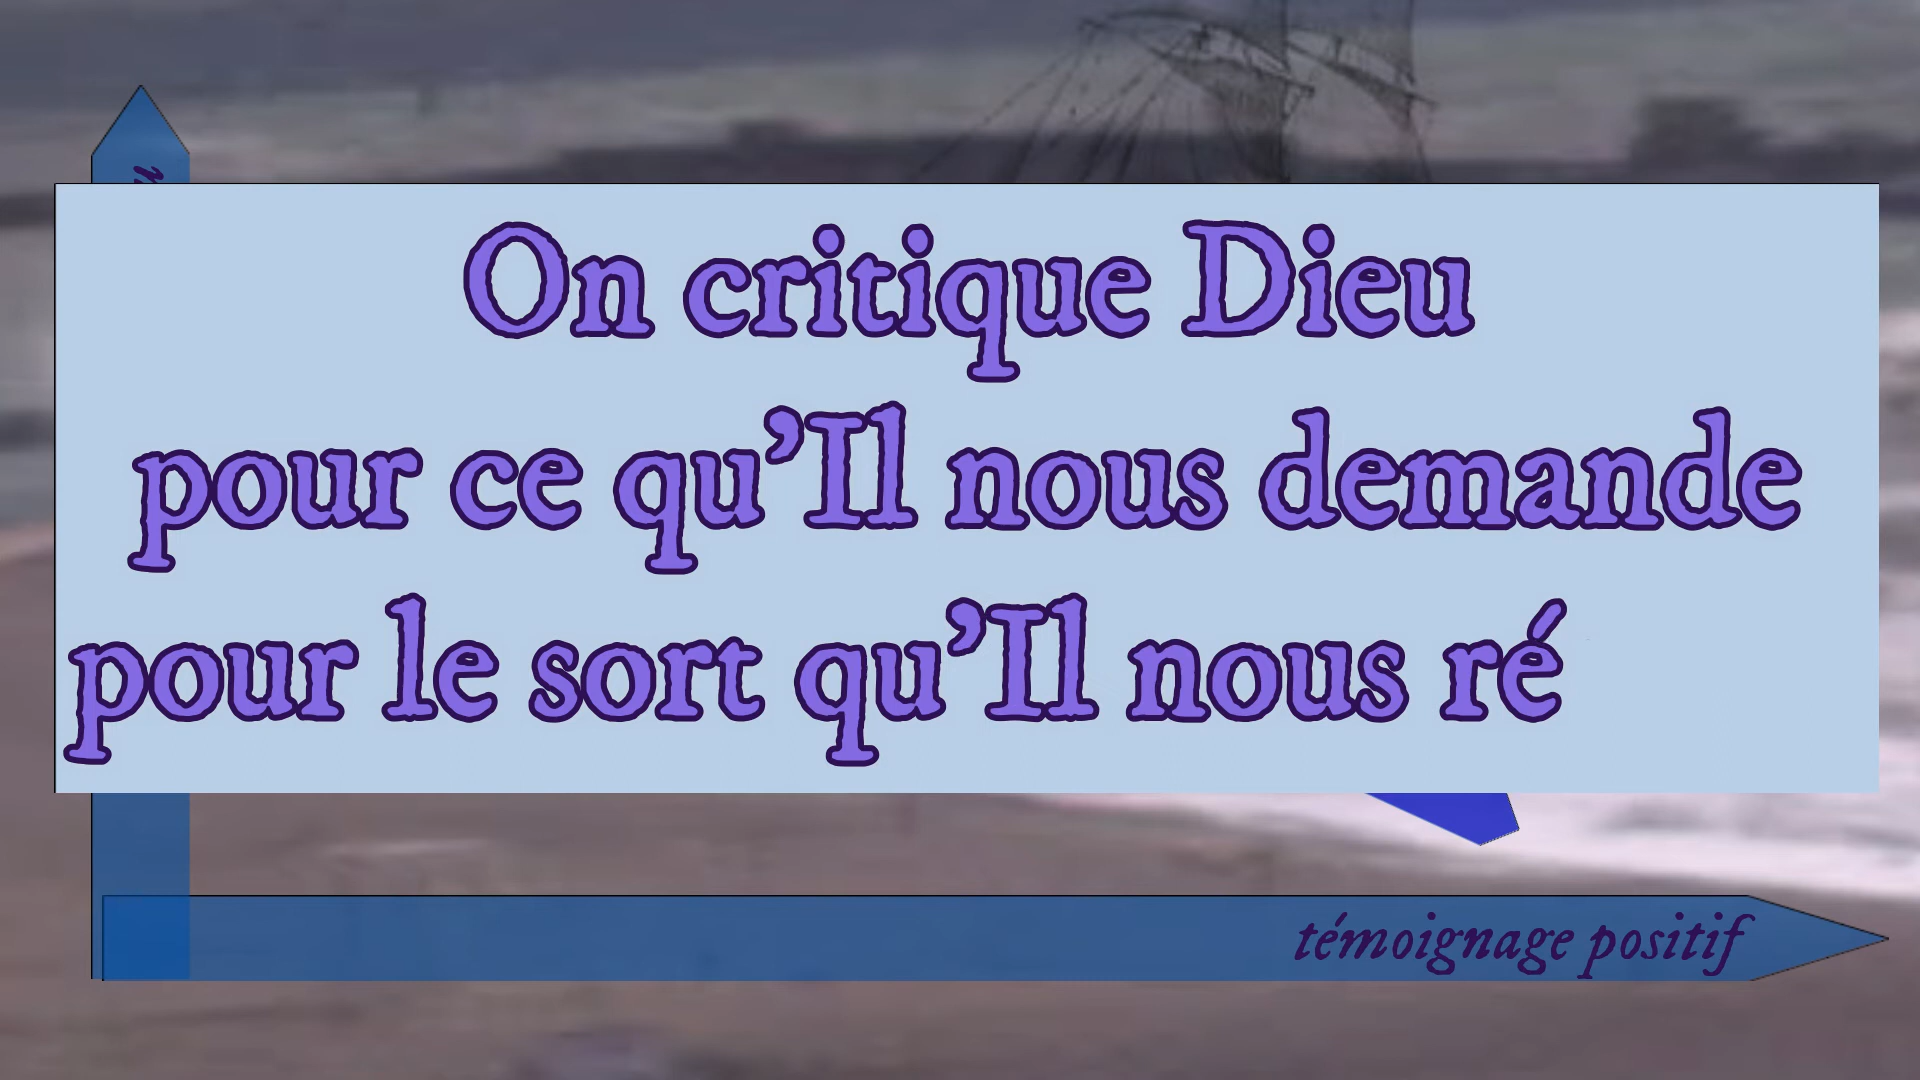 On critique Dieu
pour ce qu’Il nous demande
pour le sort qu’Il nous ré
témoignage positif